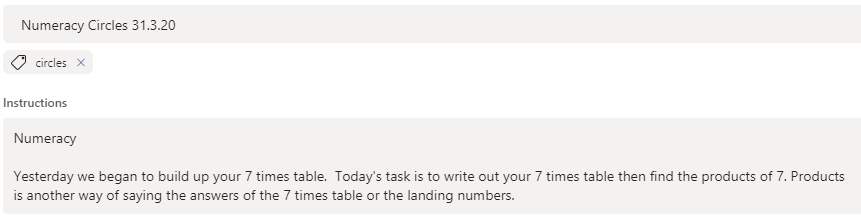 Numeracy Circles 31.3.20
circles
Instructions
Numeracy
Yesterday we began to build up your 7 times table.  Today's task is to write out your 7 times table then find the products of 7. Products
is another way of saying the answers of the 7 times table or the landing numbers.